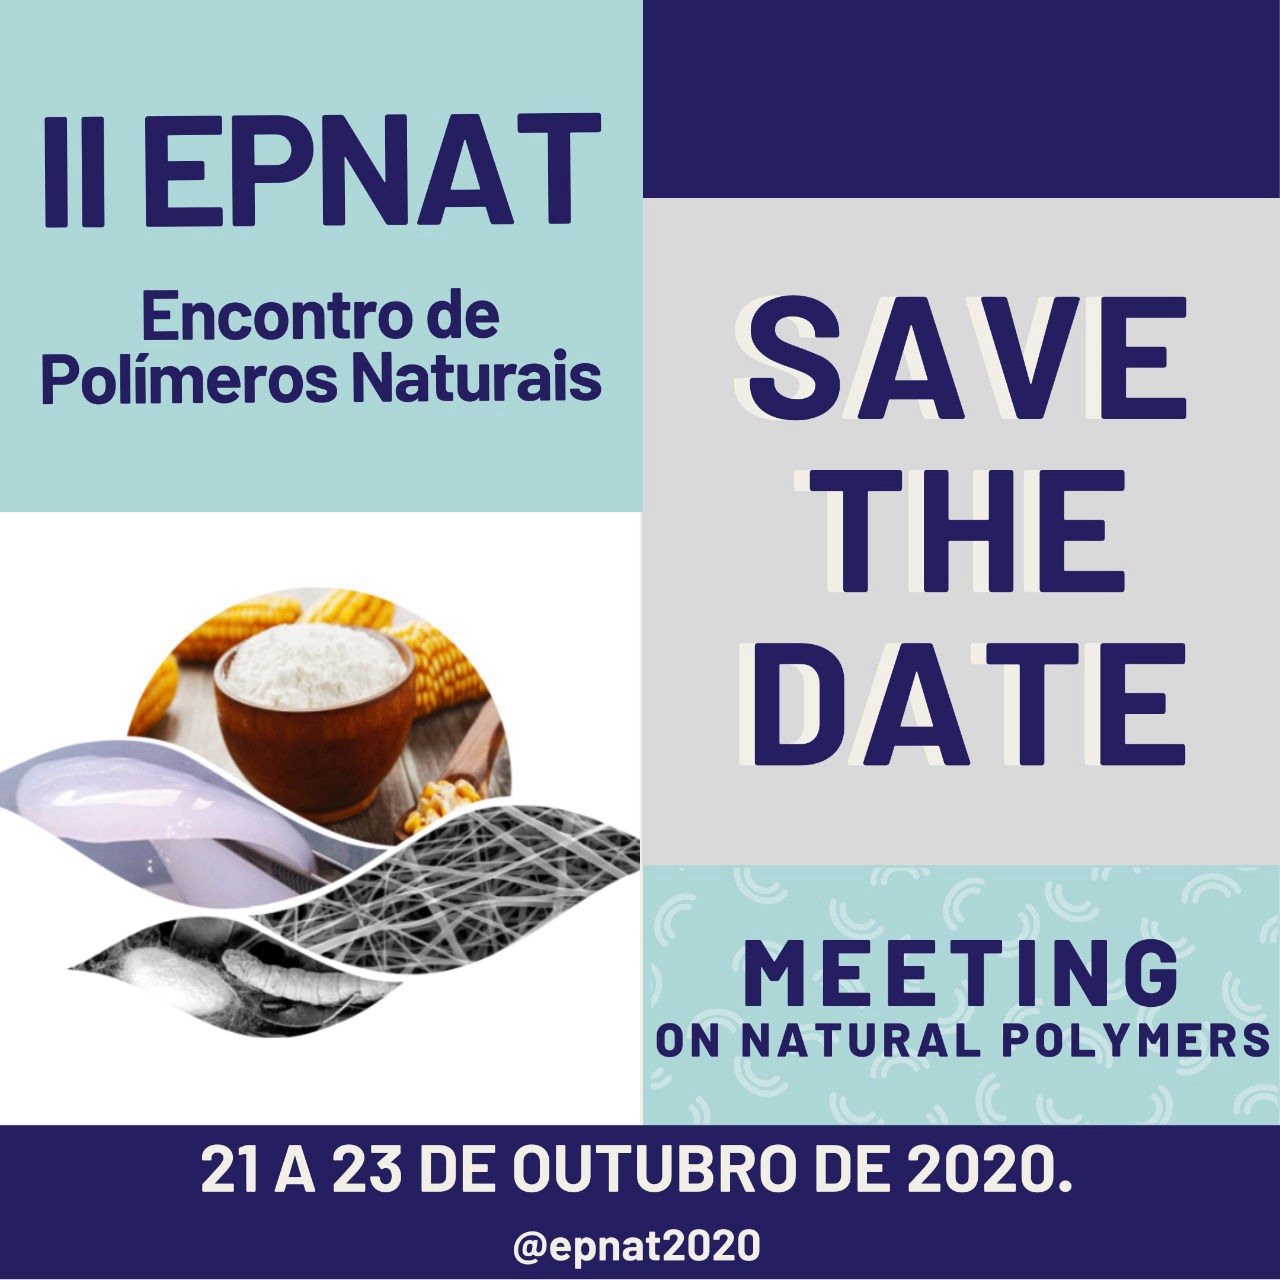 II EPNAT
Encontro de
Polímeros Naturais
SAVE
THE
DATE
MEETING
ON NATURAL POLYMERS
21 A 23 DE OUTUBRO DE 2020.
@epnat2020